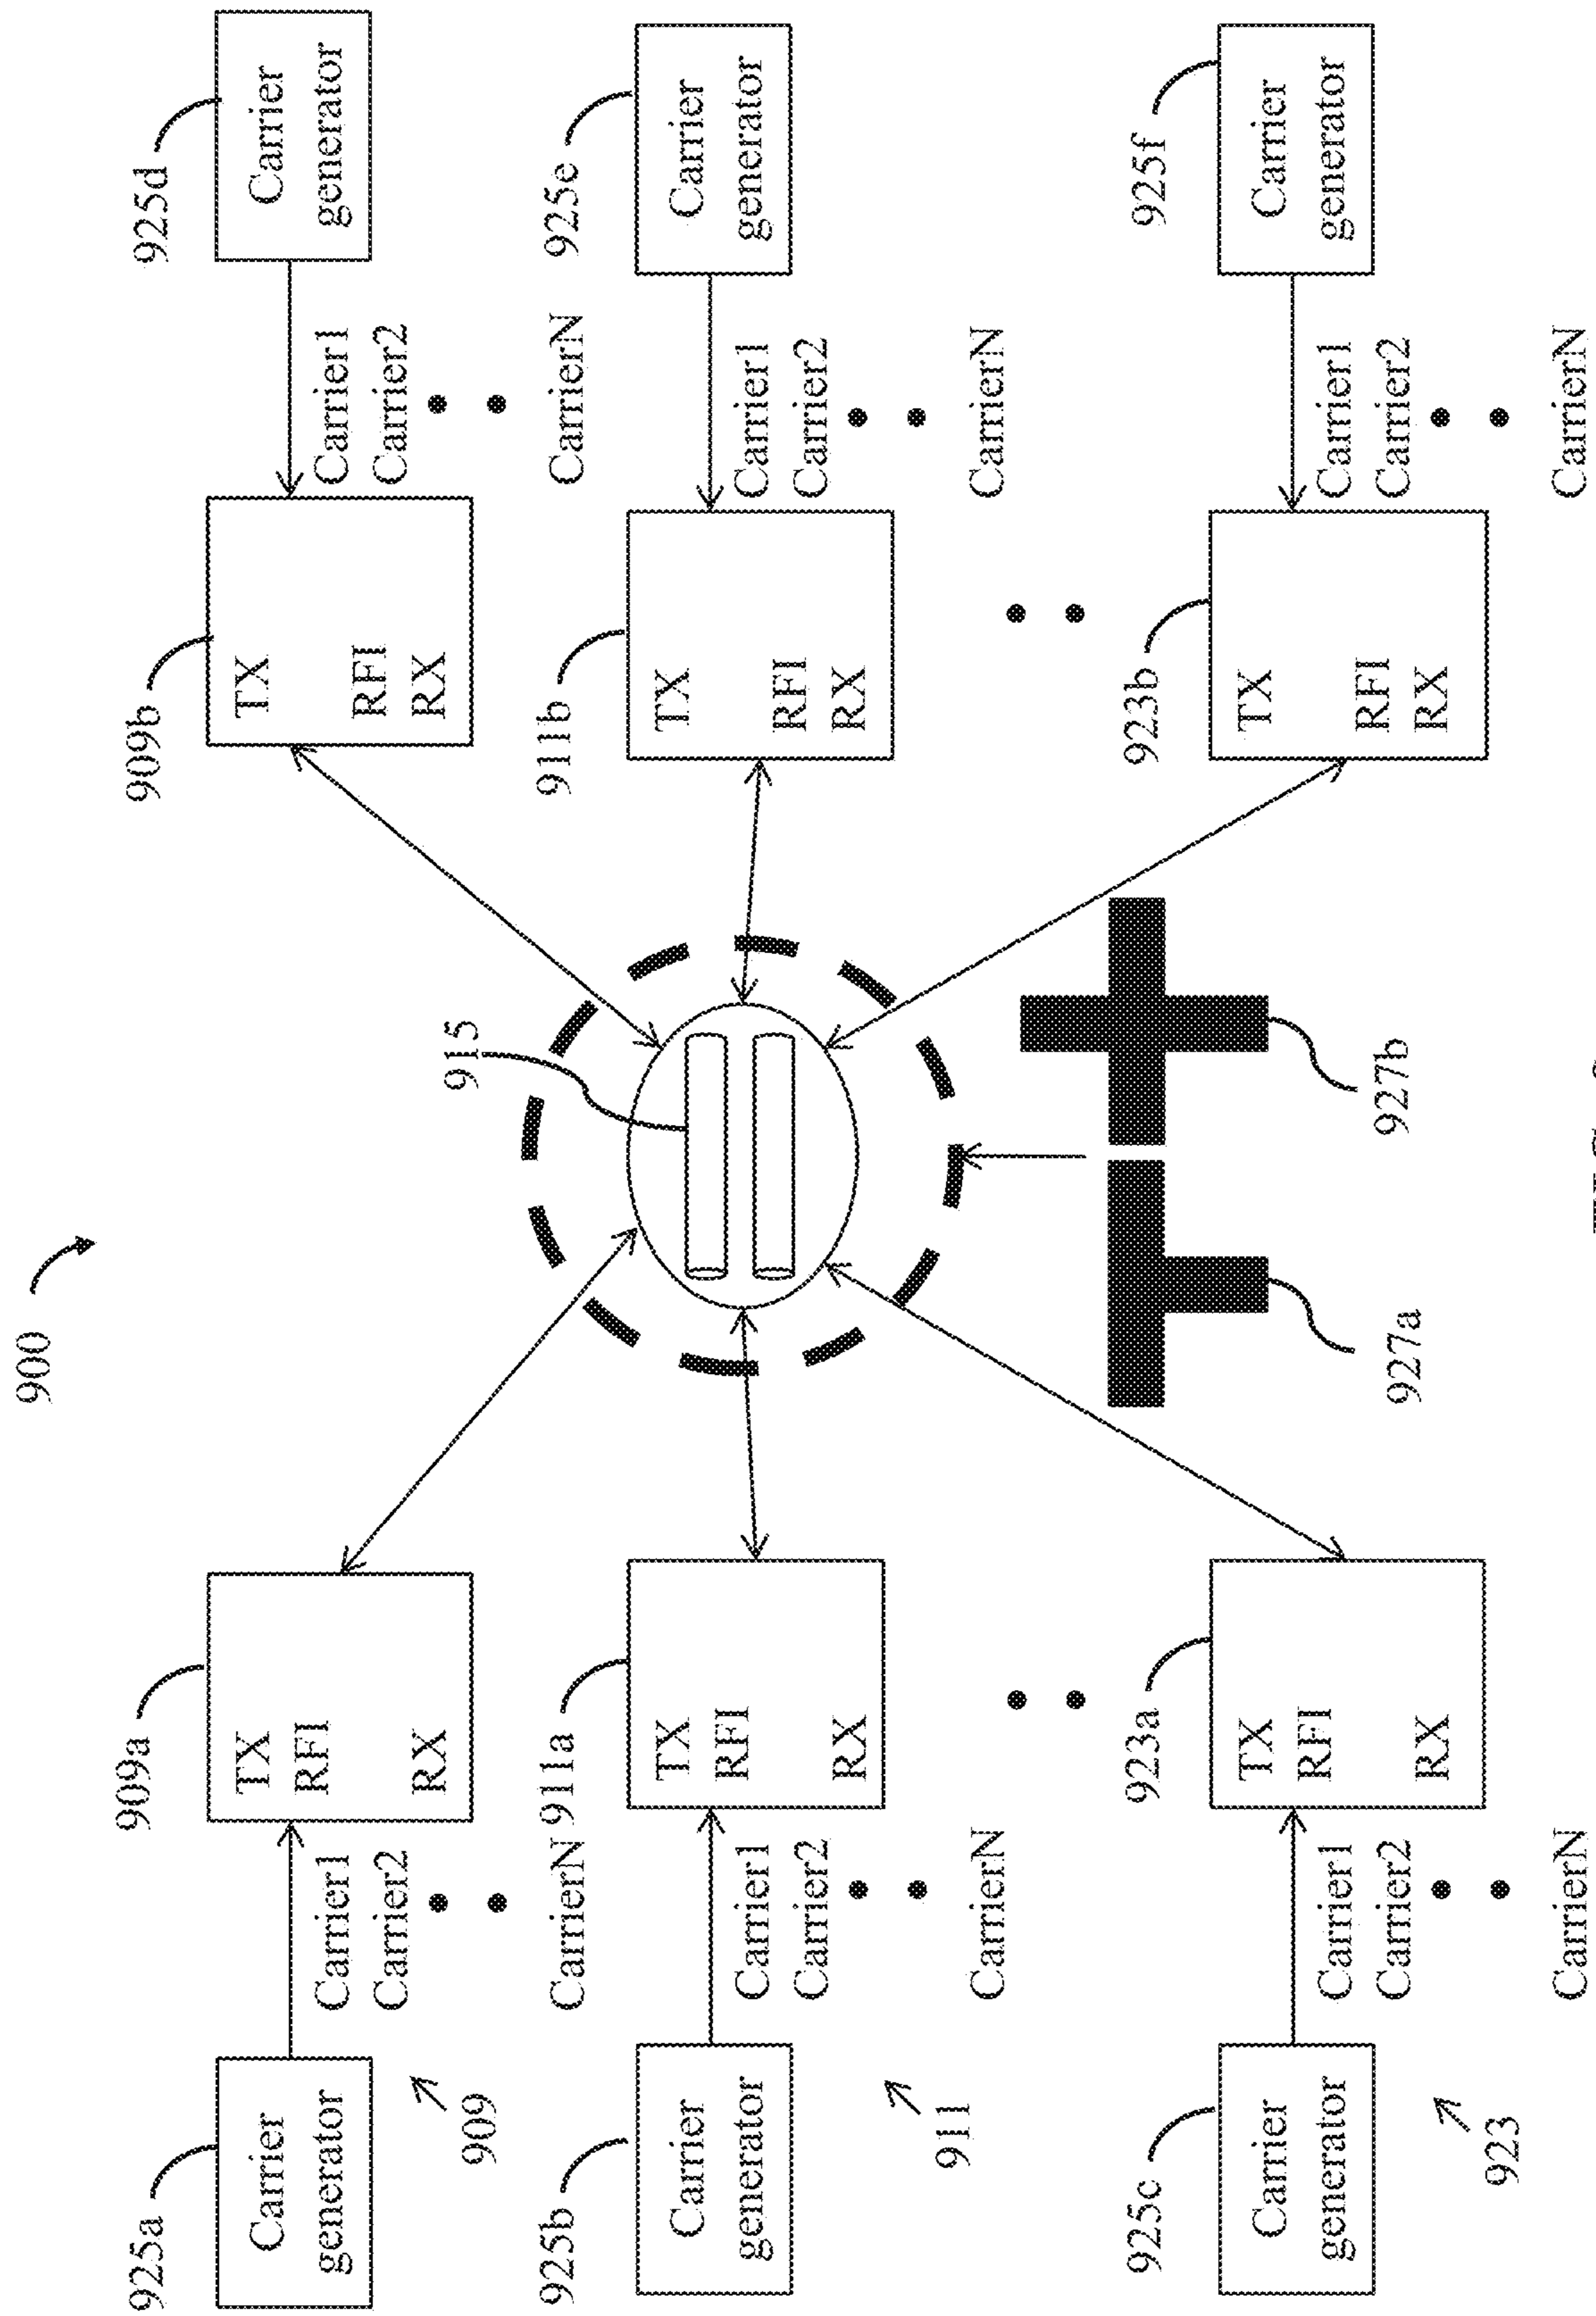 900
925a
Carrier
generator
Carrier1
Carrier2
CarrierN
909
909a
TX
RFI
RX
915
909b
TX
RFI
RX
Carrier1
Carrier2
CarrierN
925d
Carrier
generator
925b
Carrier
generator
Carrier1
Carrier2
CarrierN
911
911a
TX
RFI
RX
911b
TX
RFI
RX
Carrier1
Carrier2
CarrierN
925e
Carrier
generator
925c
Carrier
generator
Carrier1
Carrier2
CarrierN
923
923a
TX
RFI
RX
927a
927b
923b
TX
RFI
RX
Carrier1
Carrier2
CarrierN
925f
Carrier
generator